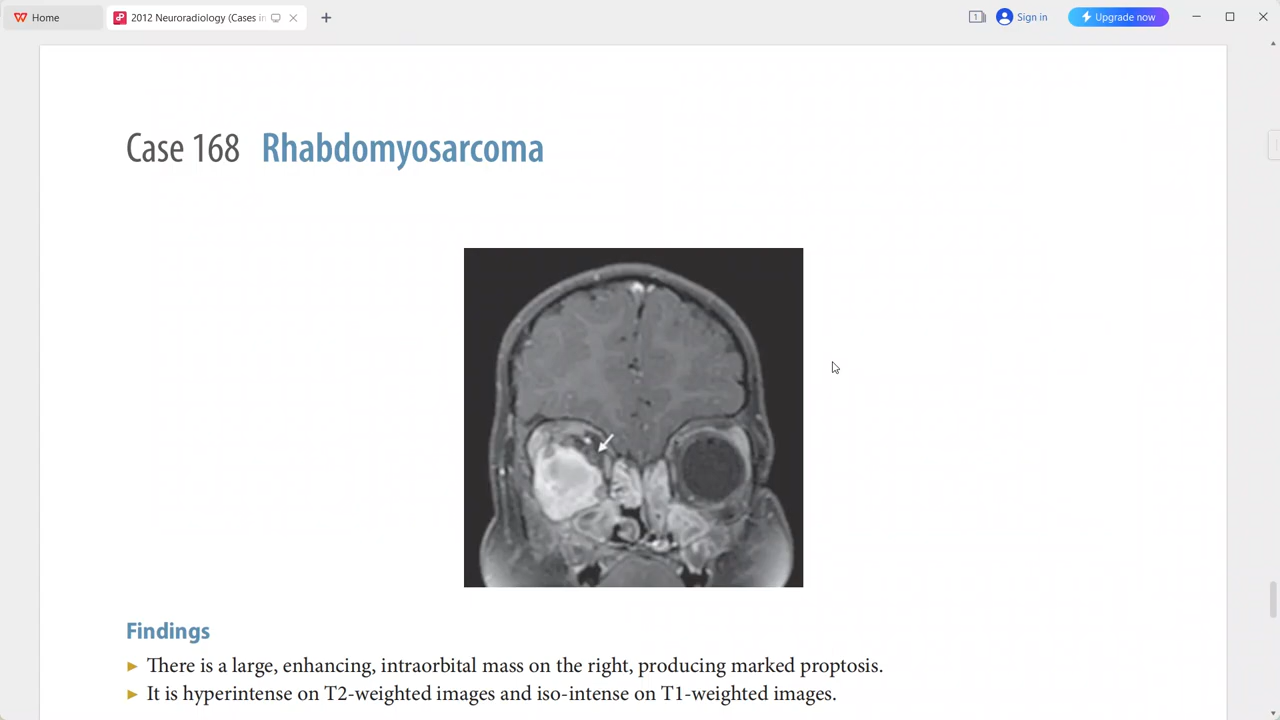 Home
2012 Neuroradiology (Cases in
1
Sign in
Upgrade now
Case 168 Rhabdomyosarcoma
Findings
► There is a large, enhancing, intraorbital mass on the right, producing marked proptosis.
► It is hyperintense on T2-weighted images and iso-intense on T1-weighted images.